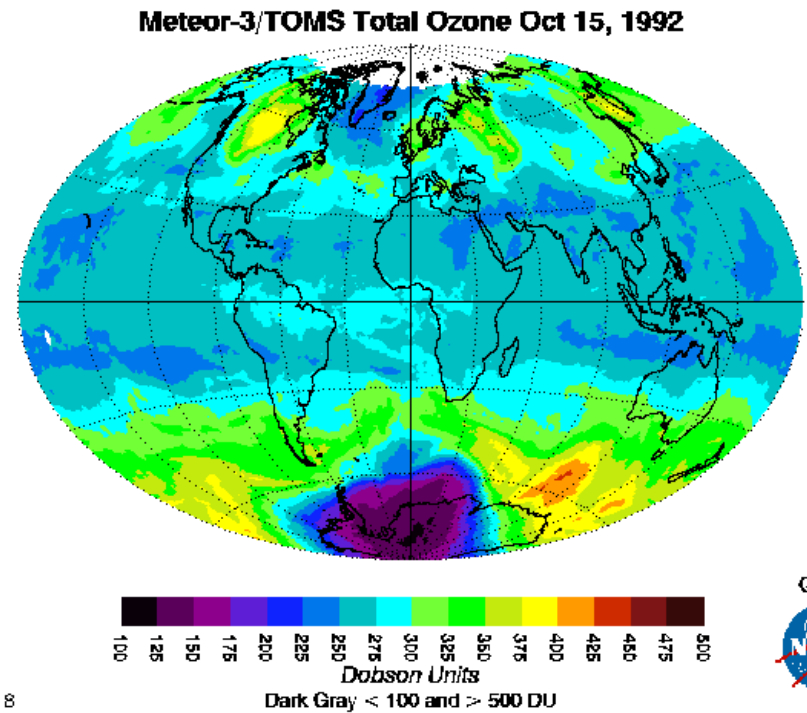 Meteor-3/TOMS Total Ozone Oct 15, 1992
100 125 150 175 200 225 250 275 300 325 350 375 400 425 450 475 500
Dobson Units
8
Dark Gray < 100 and > 500 DU